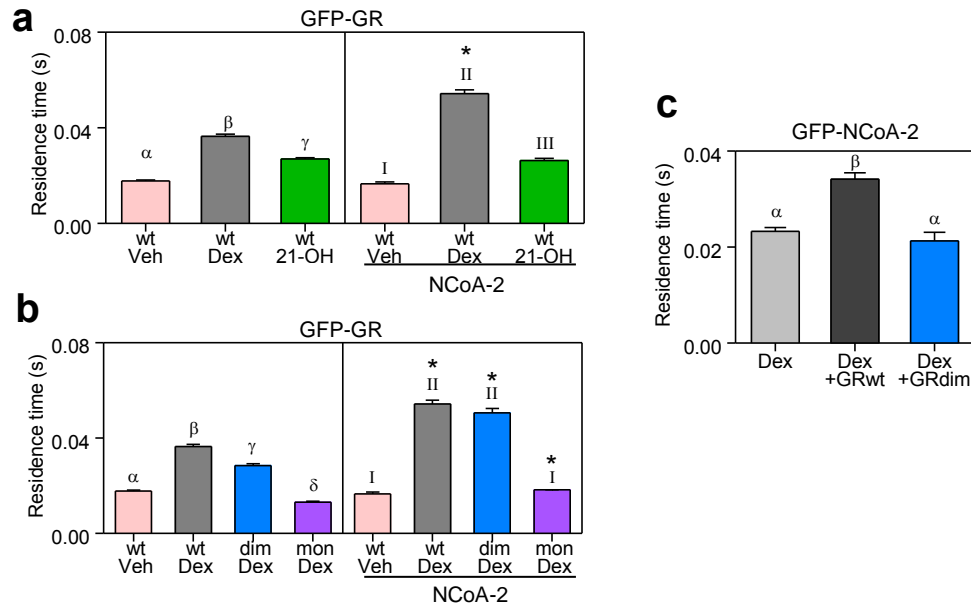 a
GFP-GR
Residence time (s)
0.08
0.04
0.00
α
β
γ
I
*
II
III
wt
Veh
wt
Dex
wt
21-OH
wt
Veh
wt
Dex
wt
21-OH
NCoA-2
b
GFP-GR
Residence time (s)
0.08
0.04
0.00
α
β
γ
δ
I
*
II
*
II
*
I
wt
Veh
wt
Dex
dim
Dex
mon
Dex
wt
Veh
wt
Dex
dim
Dex
mon
Dex
NCoA-2
c
GFP-NCoA-2
Residence time (s)
0.04
0.02
0.00
α
β
α
Dex
Dex
+GRwt
Dex
+GRdim